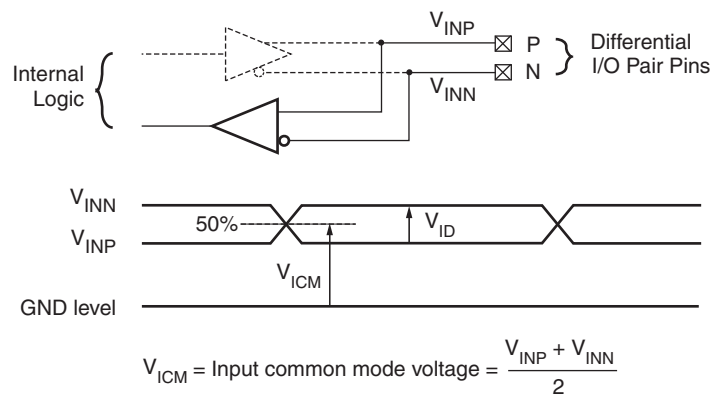 V_INP
P
Differential
I/O Pair Pins
Internal
Logic
N
V_INN
V_INN
50%
V_ID
V_INP
V_ICM
GND level
V_ICM = Input common mode voltage = (V_INP + V_INN) / 2